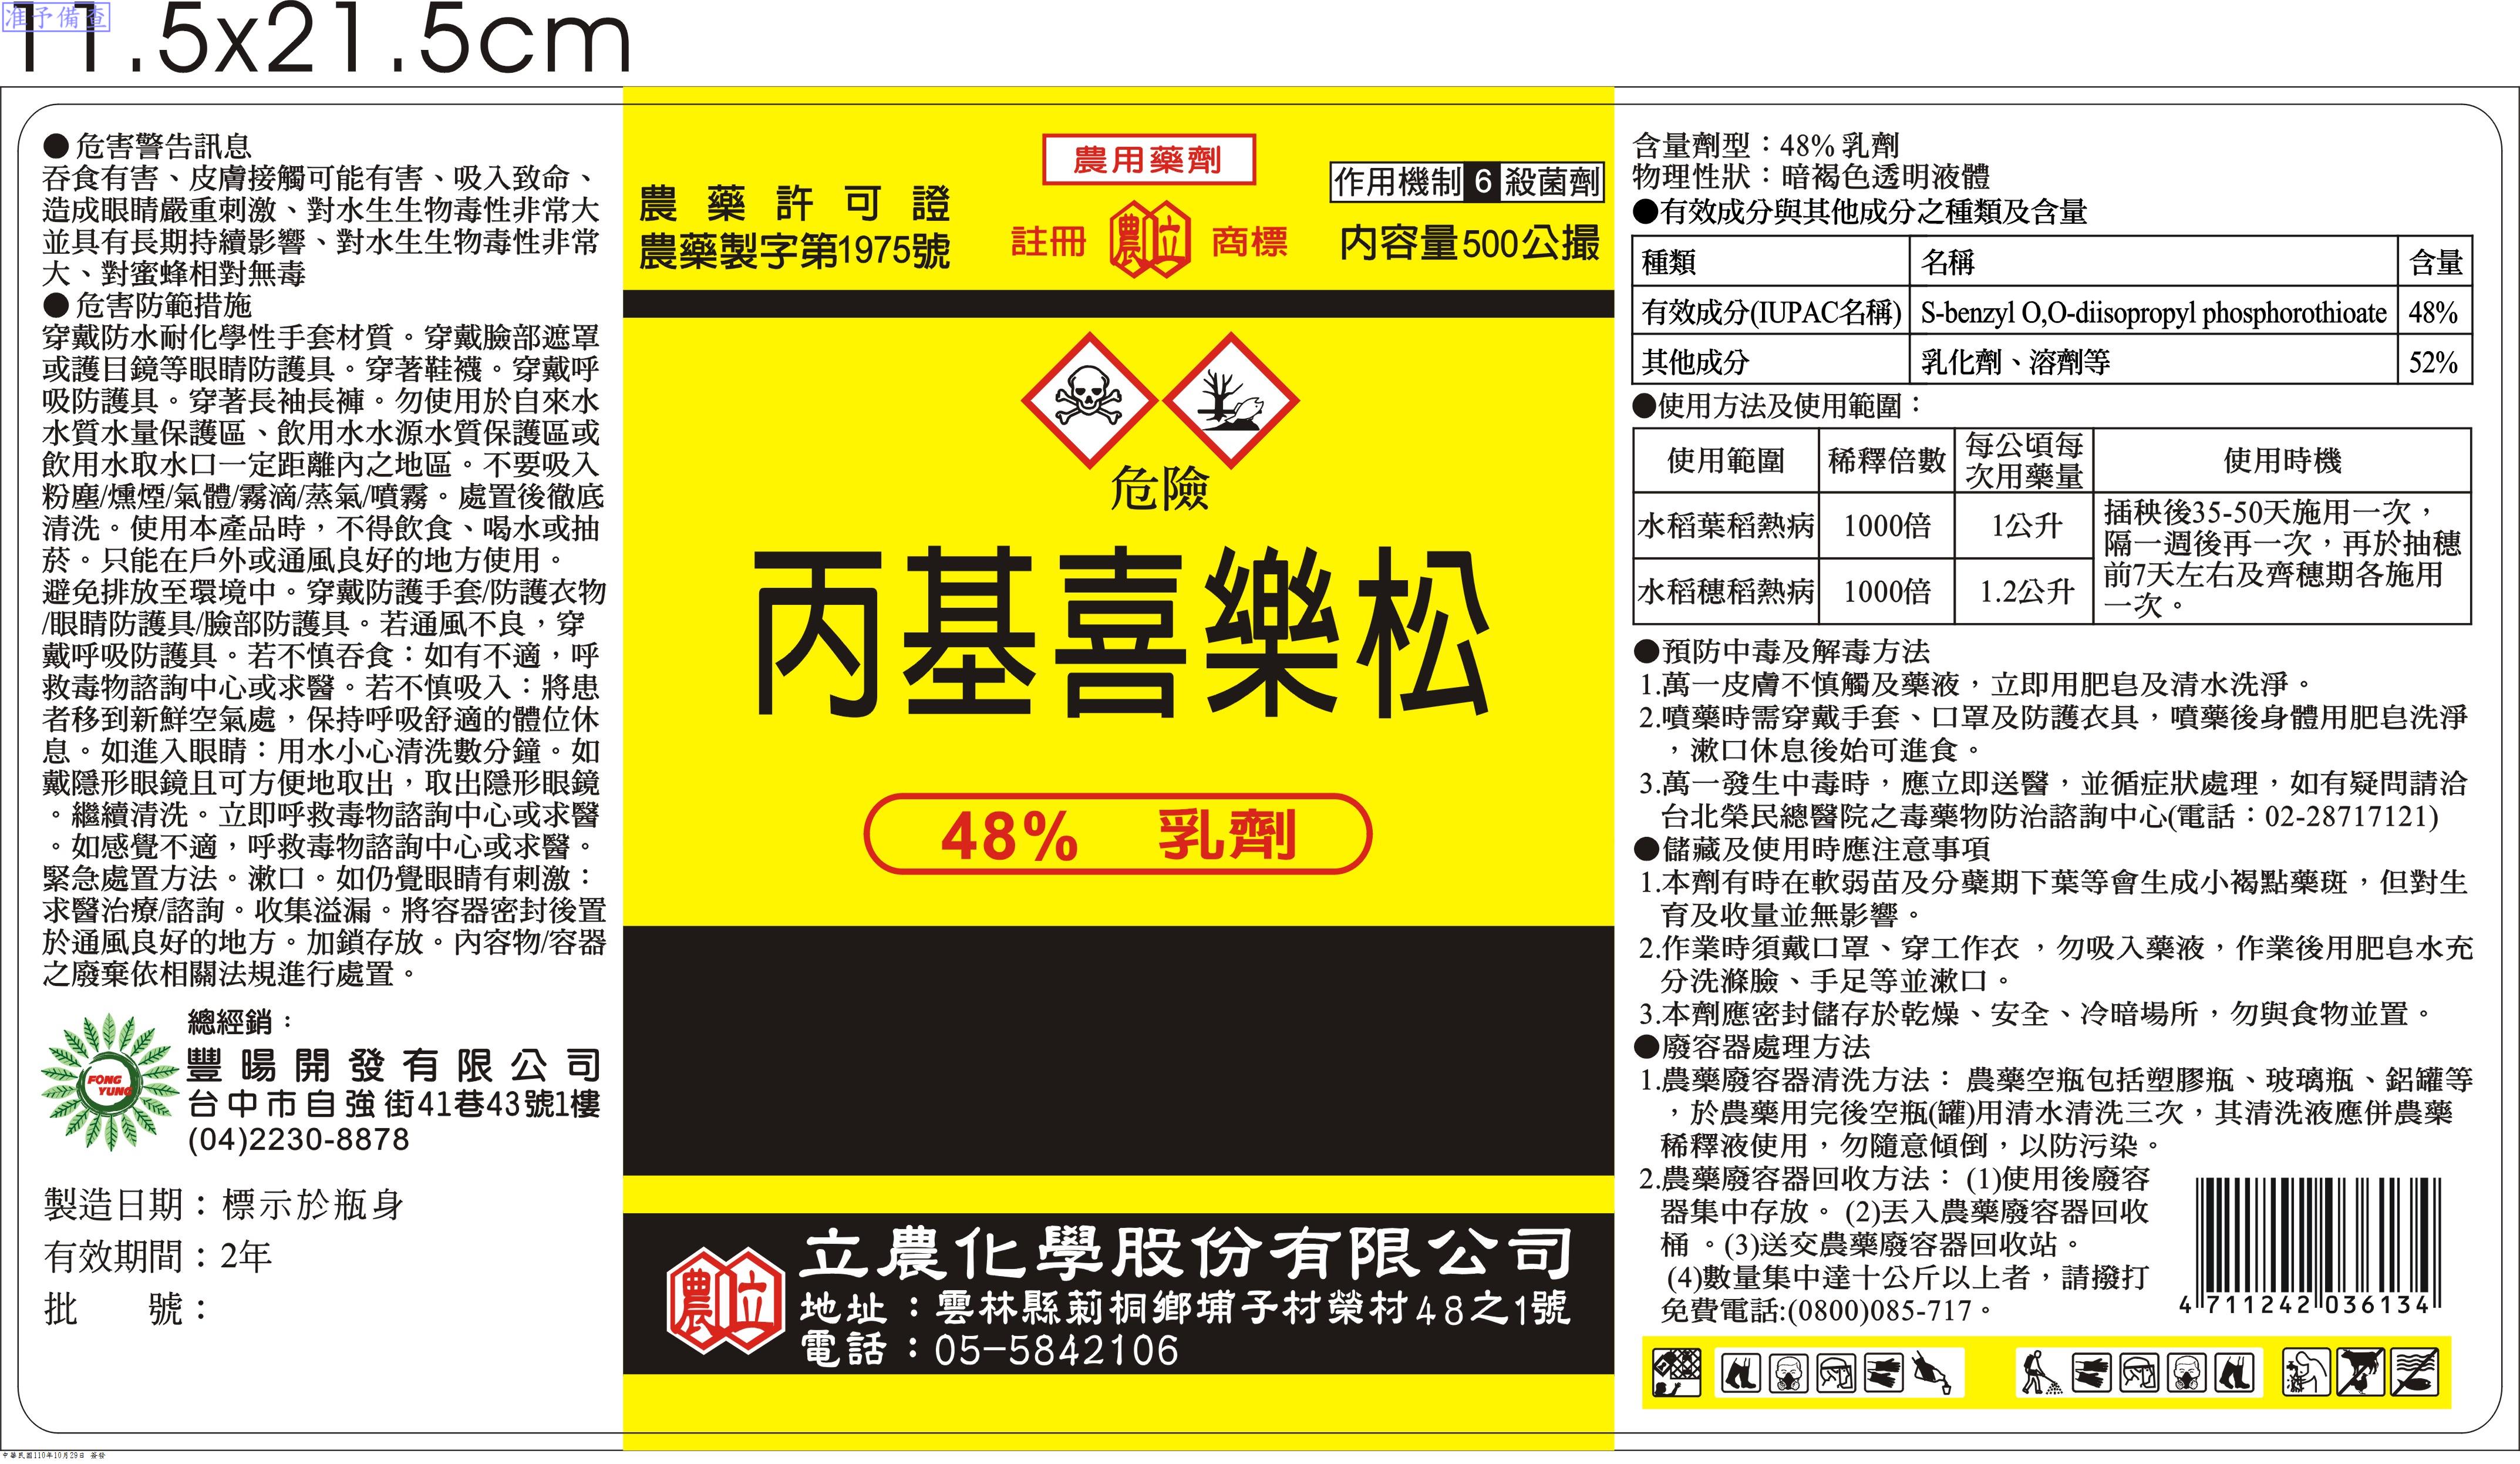 准予備查
11.5x21.5cm
● 危害警告訊息
吞食有害、皮膚接觸可能有害、吸入致命、
造成眼睛嚴重刺激、對水生生物毒性非常大
並具有長期持續影響、對水生生物毒性非常
大、對蜜蜂相對無毒
● 危害防範措施
穿戴防水耐化學性手套材質。穿戴臉部遮罩
或護目鏡等眼睛防護具。穿著鞋襪。穿戴呼
吸防護具。穿著長袖長褲。勿使用於自來水
水質水量保護區、飲用水水源水質保護區或
飲用水取水口一定距離內之地區。不要吸入
粉塵/燻煙/氣體/霧滴/蒸氣/噴霧。處置後徹底
清洗。使用本產品時，不得飲食、喝水或抽
菸。只能在戶外或通風良好的地方使用。
避免排放至環境中。穿戴防護手套/防護衣物
/眼睛防護具/臉部防護具。若通風不良，穿
戴呼吸防護具。若不慎吞食：如有不適，呼
救毒物諮詢中心或求醫。若不慎吸入：將患
者移到新鮮空氣處，保持呼吸舒適的體位休
息。如進入眼睛：用水小心清洗數分鐘。如
戴隱形眼鏡且可方便地取出，取出隱形眼鏡
。繼續清洗。立即呼救毒物諮詢中心或求醫
。如感覺不適，呼救毒物諮詢中心或求醫。
緊急處置方法。漱口。如仍覺眼睛有刺激：
求醫治療/諮詢。收集溢漏。將容器密封後置
於通風良好的地方。加鎖存放。內容物/容器
之廢棄依相關法規進行處置。
FONG
YUNG
總經銷：
豐暘開發有限公司
台中市自強街41巷43號1樓
(04)2230-8878
製造日期：標示於瓶身
有效期間：2年
批　　號：
農藥許可證
農藥製字第1975號
農用藥劑
註冊 農立 商標
作用機制 6 殺菌劑
內容量500公撮
危險
丙基喜樂松
48% 乳劑
農立
立農化學股份有限公司
地址：雲林縣莿桐鄉埔子村榮村48之1號
電話：05-5842106
含量劑型：48% 乳劑
物理性狀：暗褐色透明液體
●有效成分與其他成分之種類及含量
種類 名稱 含量
有效成分(IUPAC名稱) S-benzyl O,O-diisopropyl phosphorothioate 48%
其他成分 乳化劑、溶劑等 52%
●使用方法及使用範圍：
使用範圍 稀釋倍數 每公頃每次用藥量 使用時機
水稻葉稻熱病 1000倍 1公升
水稻穗稻熱病 1000倍 1.2公升
插秧後35-50天施用一次，
隔一週後再一次，再於抽穗
前7天左右及齊穗期各施用
一次。
●預防中毒及解毒方法
1.萬一皮膚不慎觸及藥液，立即用肥皂及清水洗淨。
2.噴藥時需穿戴手套、口罩及防護衣具，噴藥後身體用肥皂洗淨
，漱口休息後始可進食。
3.萬一發生中毒時，應立即送醫，並循症狀處理，如有疑問請洽
台北榮民總醫院之毒藥物防治諮詢中心(電話：02-28717121)
●儲藏及使用時應注意事項
1.本劑有時在軟弱苗及分蘗期下葉等會生成小褐點藥斑，但對生
育及收量並無影響。
2.作業時須戴口罩、穿工作衣 ，勿吸入藥液，作業後用肥皂水充
分洗滌臉、手足等並漱口。
3.本劑應密封儲存於乾燥、安全、冷暗場所，勿與食物並置。
●廢容器處理方法
1.農藥廢容器清洗方法： 農藥空瓶包括塑膠瓶、玻璃瓶、鋁罐等
，於農藥用完後空瓶(罐)用清水清洗三次，其清洗液應併農藥
稀釋液使用，勿隨意傾倒，以防污染。
2.農藥廢容器回收方法： (1)使用後廢容
器集中存放。 (2)丟入農藥廢容器回收
桶 。(3)送交農藥廢容器回收站。
(4)數量集中達十公斤以上者，請撥打
免費電話:(0800)085-717。
4 711242 036134
中華民國110年10月29日 簽發